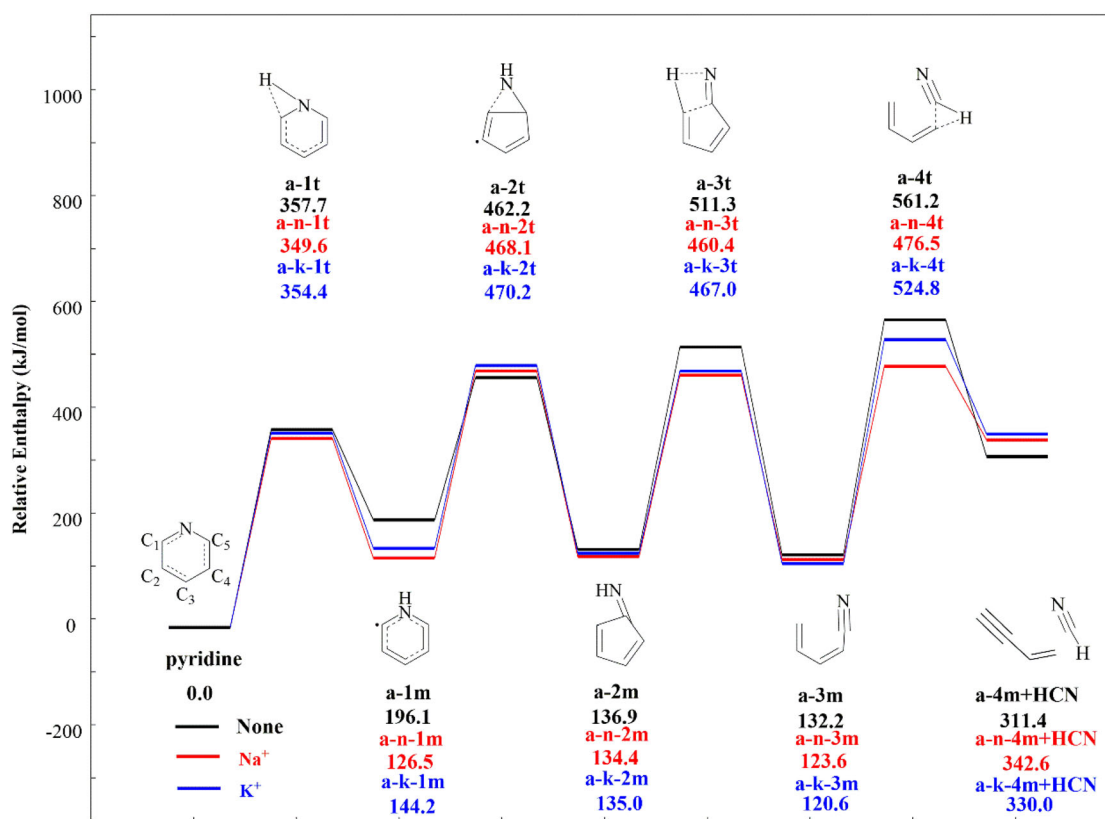 Relative Enthalpy (kJ/mol)
1000
800
600
400
200
0
-200
H
N
a-1t
357.7
a-n-1t
349.6
a-k-1t
354.4
H
N
a-2t
462.2
a-n-2t
468.1
a-k-2t
470.2
H
N
a-3t
511.3
a-n-3t
460.4
a-k-3t
467.0
N
H
a-4t
561.2
a-n-4t
476.5
a-k-4t
524.8
N
C1 C5
C2 C4
C3
pyridine
0.0
None
Na+
K+
H
N
a-1m
196.1
a-n-1m
126.5
a-k-1m
144.2
HN
a-2m
136.9
a-n-2m
134.4
a-k-2m
135.0
N
a-3m
132.2
a-n-3m
123.6
a-k-3m
120.6
N
H
a-4m+HCN
311.4
a-n-4m+HCN
342.6
a-k-4m+HCN
330.0